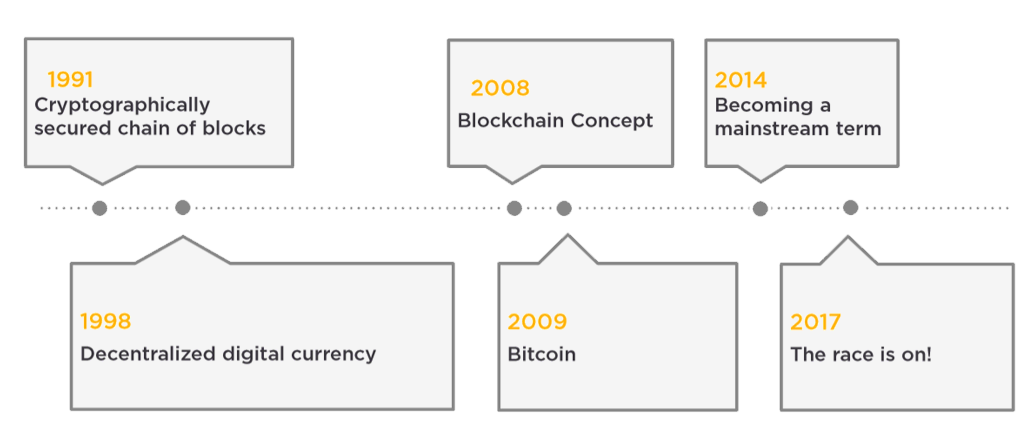 1991
Cryptographically
secured chain of blocks
2008
Blockchain Concept
2014
Becoming a
mainstream term
1998
Decentralized digital currency
2009
Bitcoin
2017
The race is on!